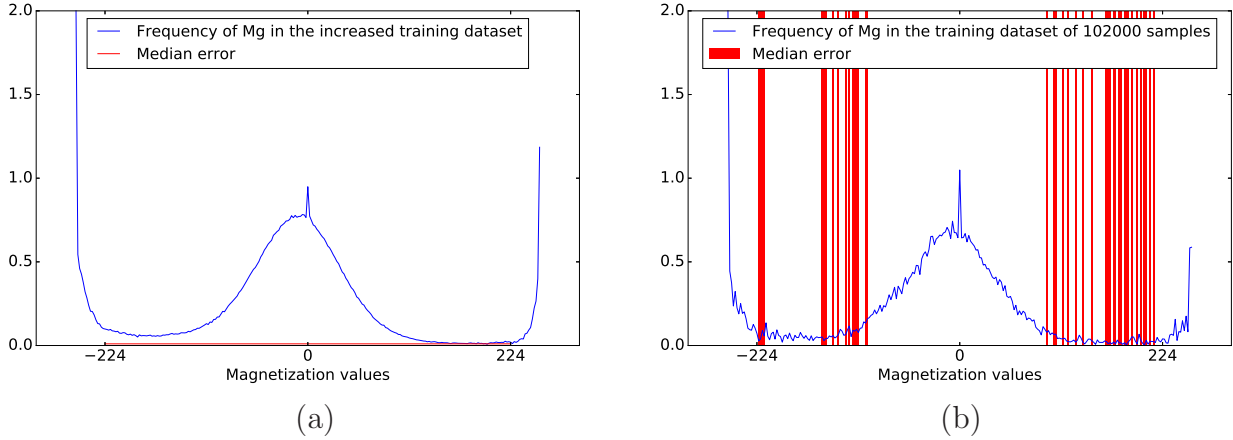 Frequency of Mg in the increased training dataset
Median error
2.0
1.5
1.0
0.5
0.0
−224
0
224
Magnetization values
(a)
Frequency of Mg in the training dataset of 102000 samples
Median error
2.0
1.5
1.0
0.5
0.0
−224
0
224
Magnetization values
(b)